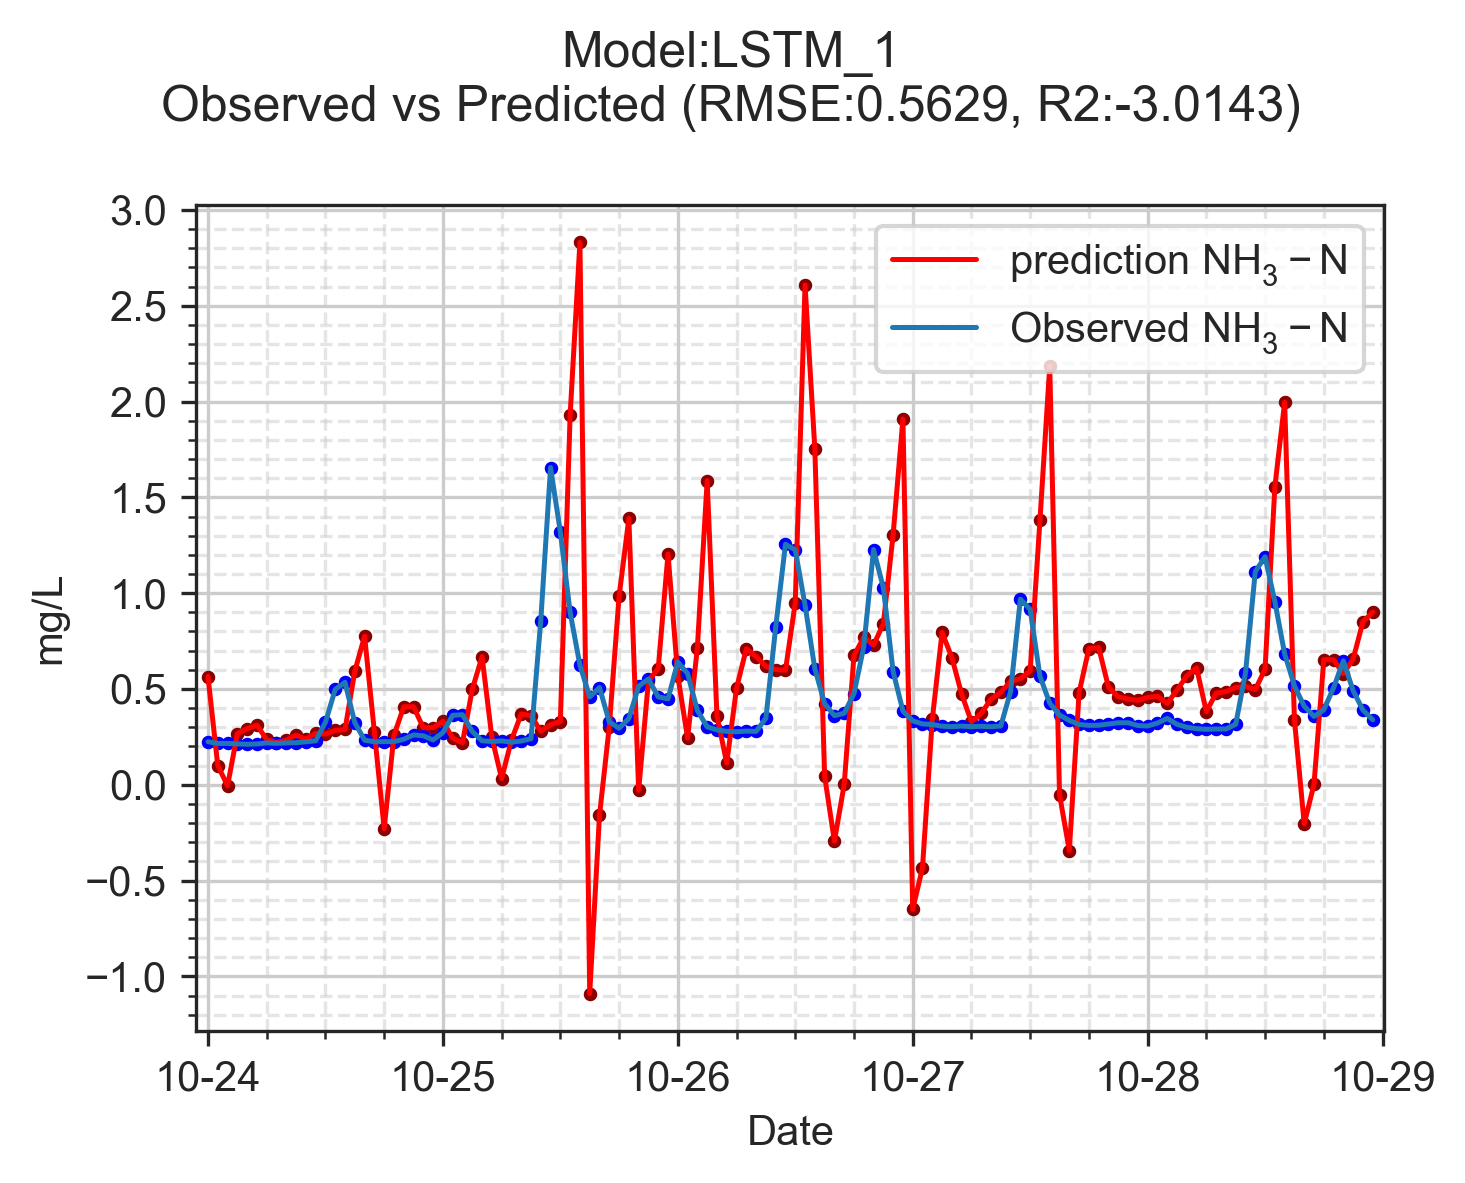 Model:LSTM_1
Observed vs Predicted (RMSE:0.5629, R2:-3.0143)
3.0
2.5
2.0
1.5
1.0
0.5
0.0
−0.5
−1.0
mg/L
prediction NH₃ − N
Observed NH₃ − N
10-24 10-25 10-26 10-27 10-28 10-29
Date